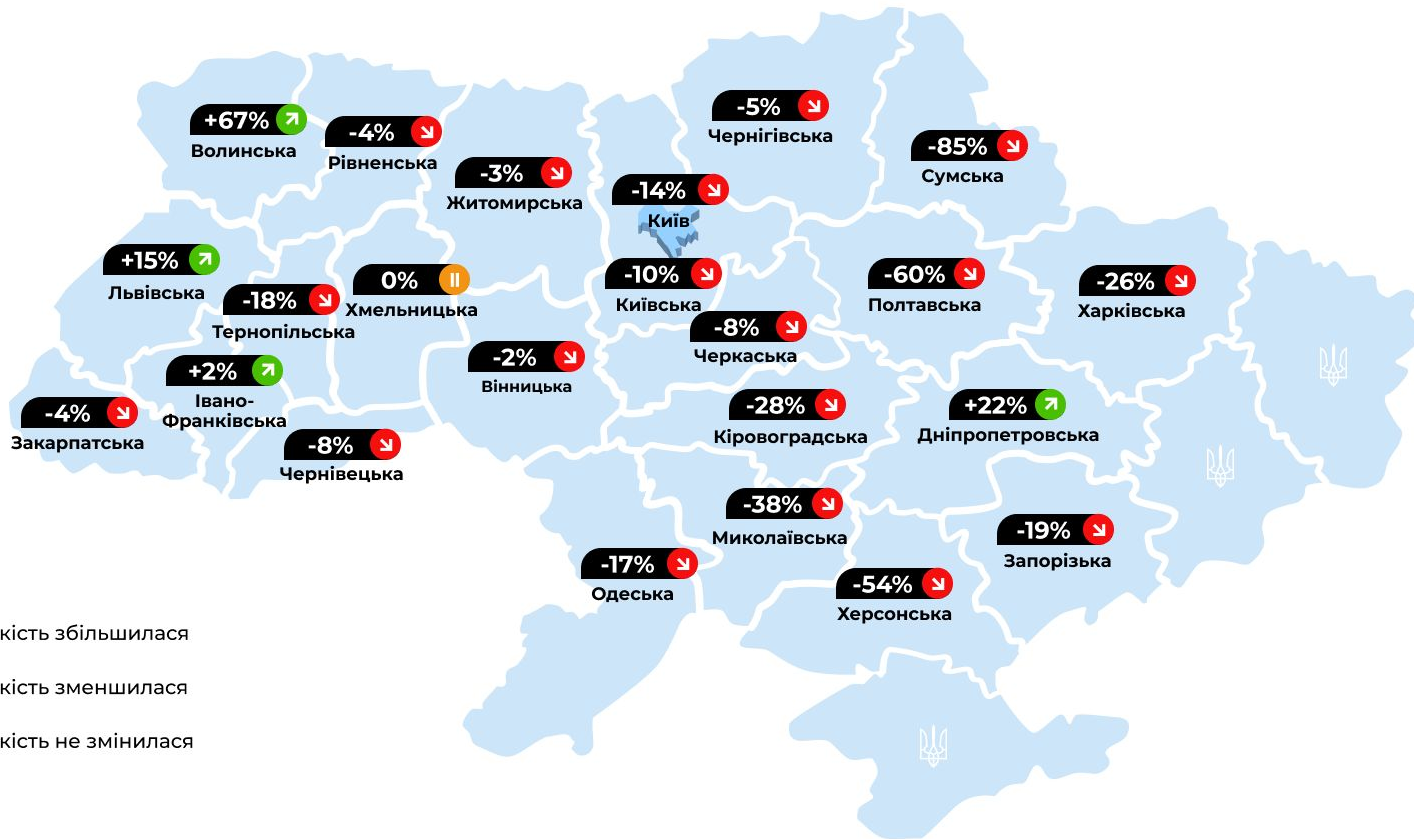 -5%
Чернігівська
+67%
Волинська
-4%
Рівненська
-85%
Сумська
-3%
Житомирська
-14%
Київ
+15%
Львівська
-18%
Тернопільська
0%
Хмельницька
-10%
Київська
-60%
Полтавська
-26%
Харківська
-8%
Черкаська
-2%
Вінницька
+2%
Івано-
Франківська
-4%
Закарпатська
-8%
Чернівецька
-28%
Кіровоградська
+22%
Дніпропетровська
-38%
Миколаївська
-19%
Запорізька
-17%
Одеська
-54%
Херсонська
кість збільшилася
кість зменшилася
кість не змінилася